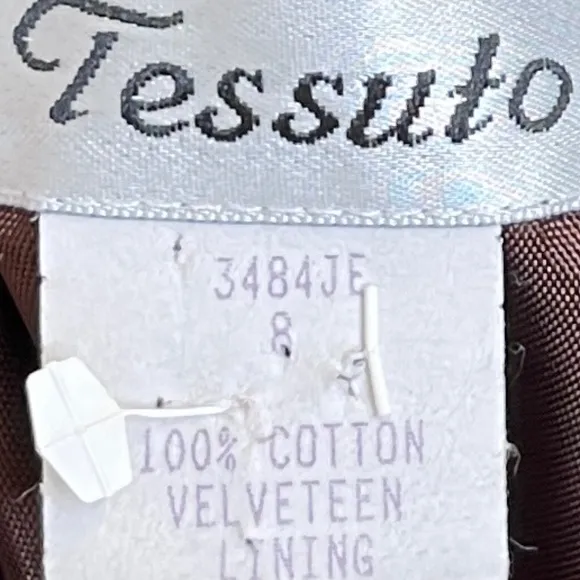 Tessuto
3484JE
8
100% COTTON
VELVETEEN
LINING